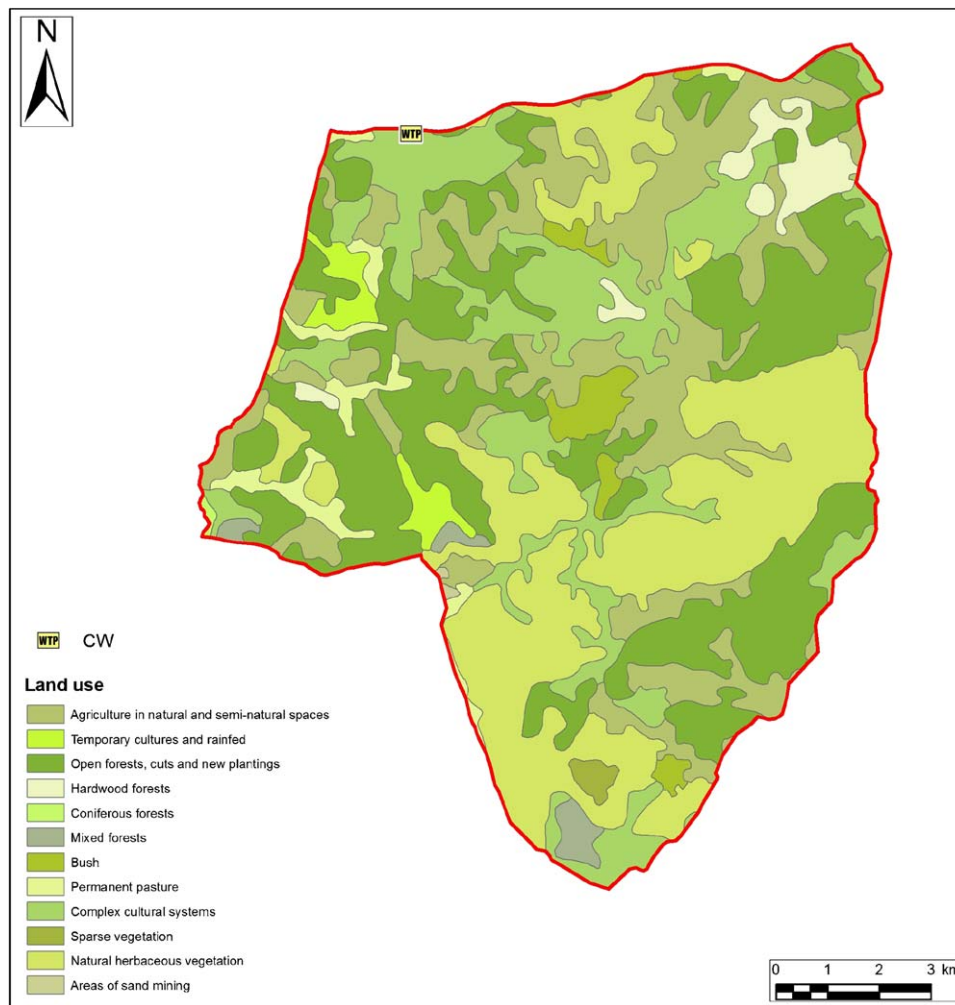 N
WTP
WTP CW
Land use
Agriculture in natural and semi-natural spaces
Temporary cultures and rainfed
Open forests, cuts and new plantings
Hardwood forests
Coniferous forests
Mixed forests
Bush
Permanent pasture
Complex cultural systems
Sparse vegetation
Natural herbaceous vegetation
Areas of sand mining
0 1 2 3 km